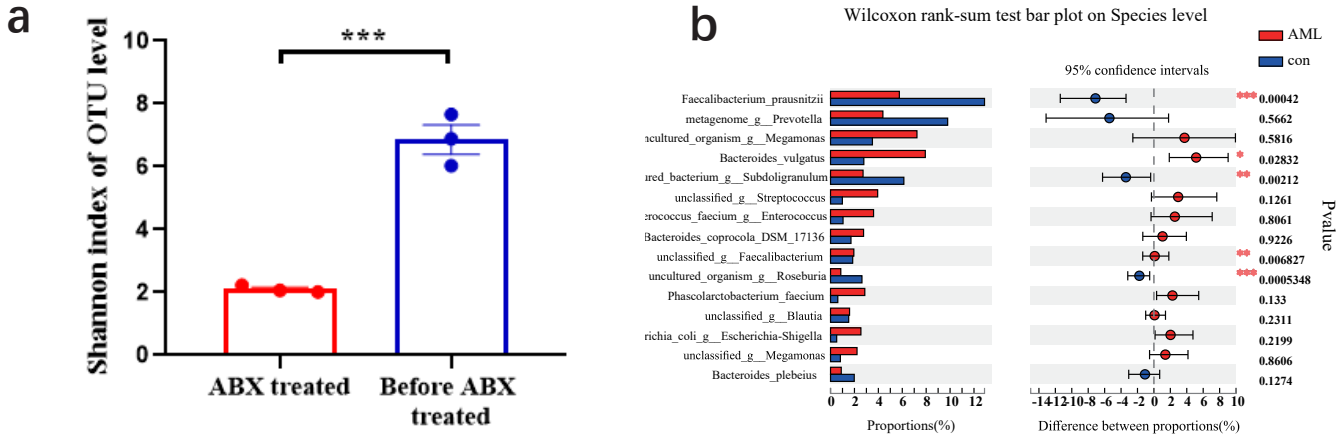 a
Shannon index of OTU level
10
8
6
4
2
0
***
ABX treated
Before ABX
treated
b
Wilcoxon rank-sum test bar plot on Species level
AML
con
95% confidence intervals
Faecalibacterium_prausnitzii
*** 0.00042
metagenome_g__Prevotella
0.5662
ncultured_organism_g__Megamonas
0.5816
Bacteroides_vulgatus
* 0.02832
ured_bacterium_g__Subdoligranulum
** 0.00212
unclassified_g__Streptococcus
0.1261
erococcus_faecium_g__Enterococcus
0.8061
Bacteroides_coprocola_DSM_17136
0.9226
unclassified_g__Faecalibacterium
** 0.006827
uncultured_organism_g__Roseburia
*** 0.0005348
Phascolarctobacterium_faecium
0.133
unclassified_g__Blautia
0.2311
richia_coli_g__Escherichia-Shigella
0.2199
unclassified_g__Megamonas
0.8606
Bacteroides_plebeius
0.1274
Pvalue
0 2 4 6 8 10 12
-14 -12 -10 -8 -6 -4 -2 0 2 4 6 8 10
Proportions(%)
Difference between proportions(%)